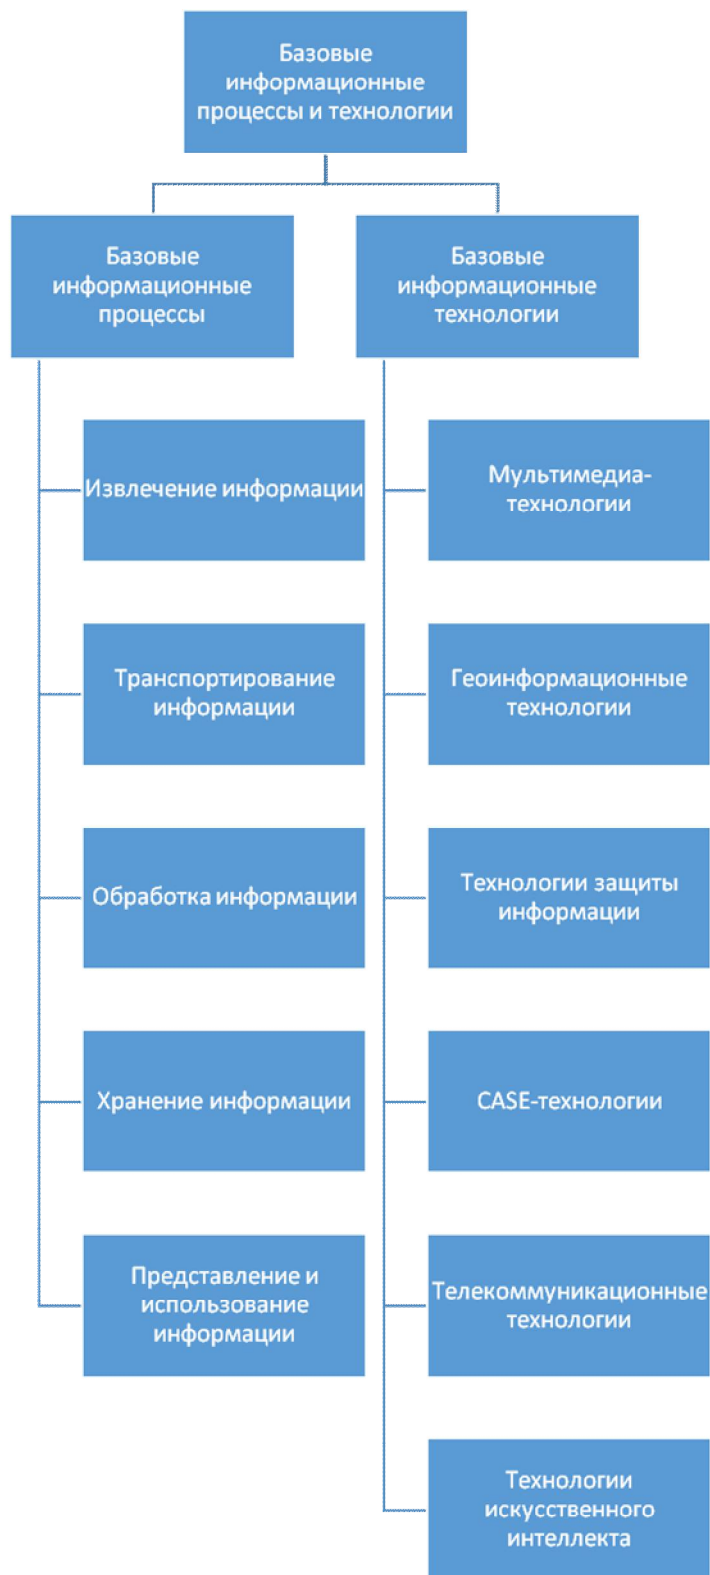 Базовые
информационные
процессы и технологии
Базовые
информационные
процессы
Извлечение информации
Транспортирование
информации
Обработка информации
Хранение информации
Представление и
использование
информации
Базовые
информационные
технологии
Мультимедиа-
технологии
Геоинформационные
технологии
Технологии защиты
информации
CASE-технологии
Телекоммуникационные
технологии
Технологии
искусственного
интеллекта